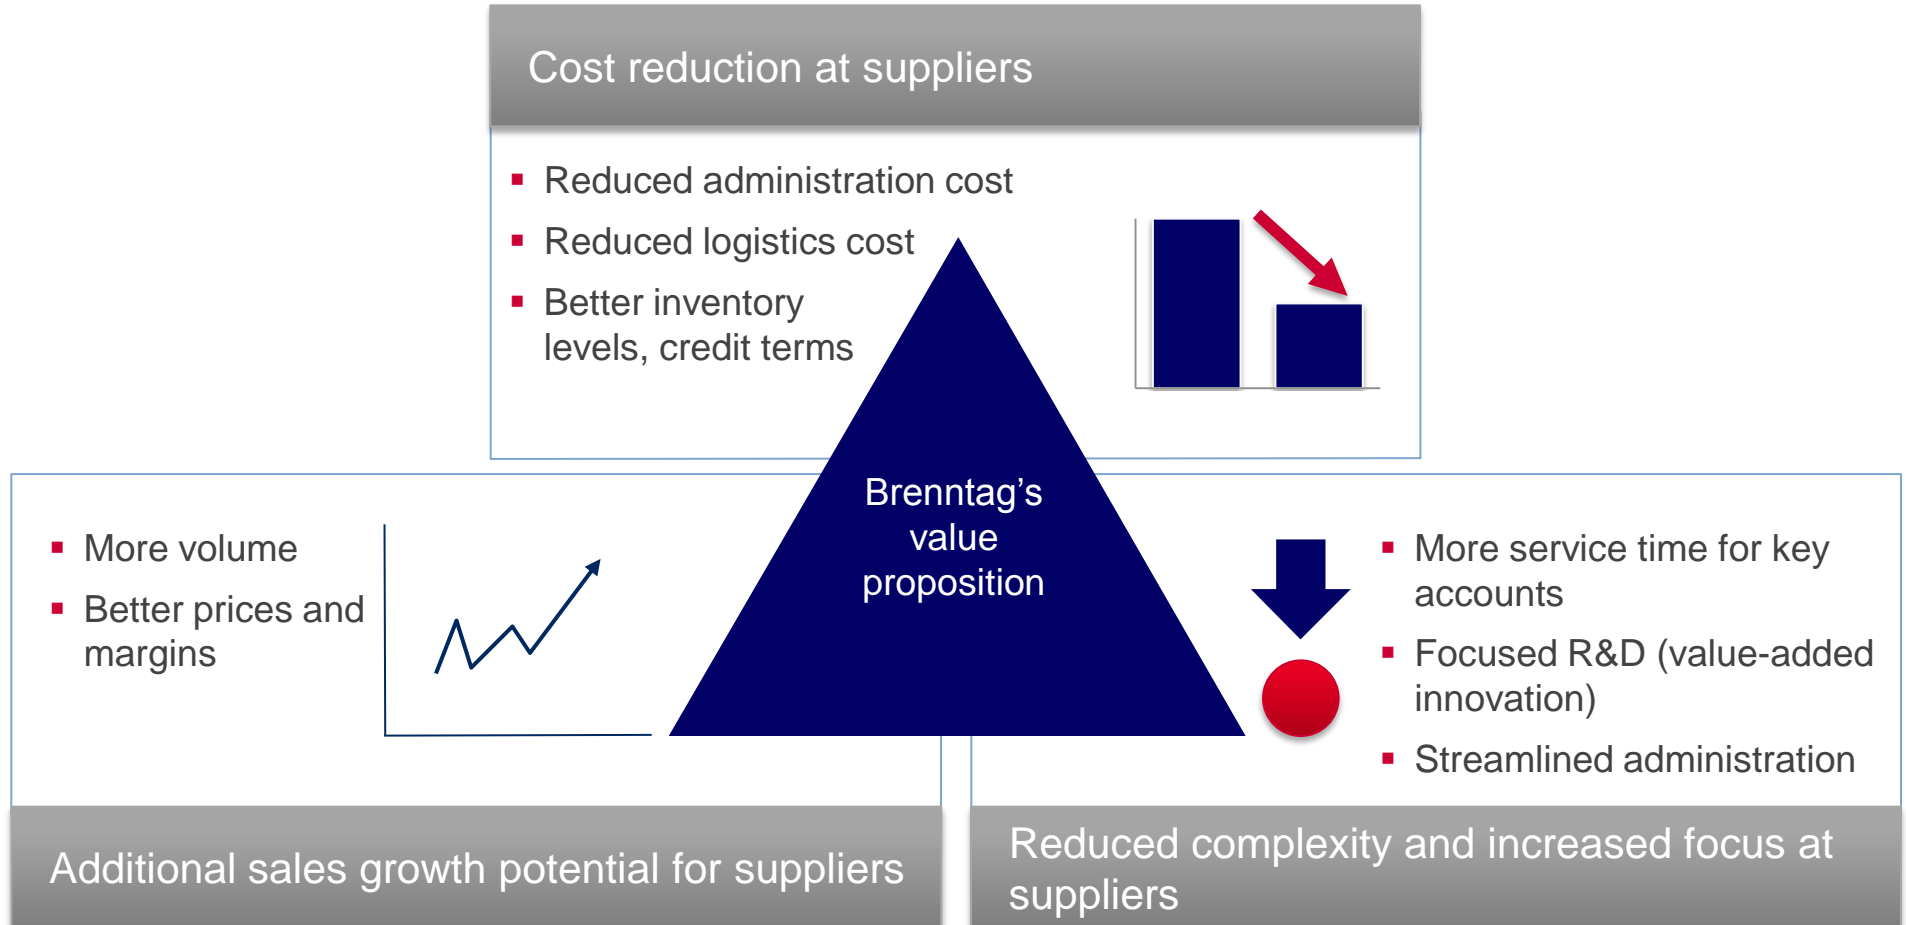 Cost reduction at suppliers
Reduced administration cost
Reduced logistics cost
Better inventory
levels, credit terms
Brenntag’s
value
proposition
More volume
Better prices and
margins
Additional sales growth potential for suppliers
More service time for key
accounts
Focused R&D (value-added
innovation)
Streamlined administration
Reduced complexity and increased focus at
suppliers